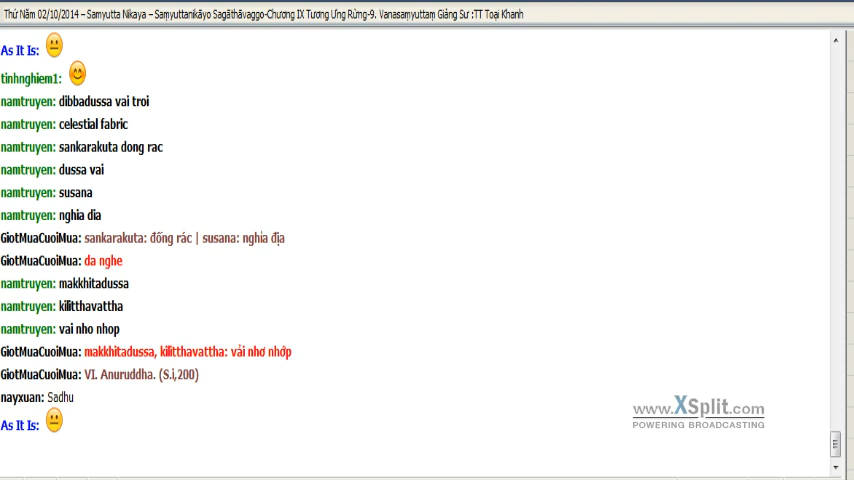 Thứ Năm 02/10/2014 – Samyutta Nikaya – Saṃyuttanikāyo Sagāthāvaggo-Chương IX Tương Ưng Rừng-9. Vanasaṃyuttaṃ Giảng Sư :TT Toại Khanh
As It Is:
tinhnghiem1:
namtruyen: dibbadussa vai troi
namtruyen: celestial fabric
namtruyen: sankarakuta dong rac
namtruyen: dussa vai
namtruyen: susana
namtruyen: nghia dia
GiotMuaCuoiMua: sankarakuta: đống rác | susana: nghĩa địa
GiotMuaCuoiMua: da nghe
namtruyen: makkhitadussa
namtruyen: kilitthavattha
namtruyen: vai nho nhop
GiotMuaCuoiMua: makkhitadussa, kilitthavattha: vải nhơ nhớp
GiotMuaCuoiMua: VI. Anuruddha. (S.i,200)
nayxuan: Sadhu
As It Is:
www.XSplit.com
POWERING BROADCASTING